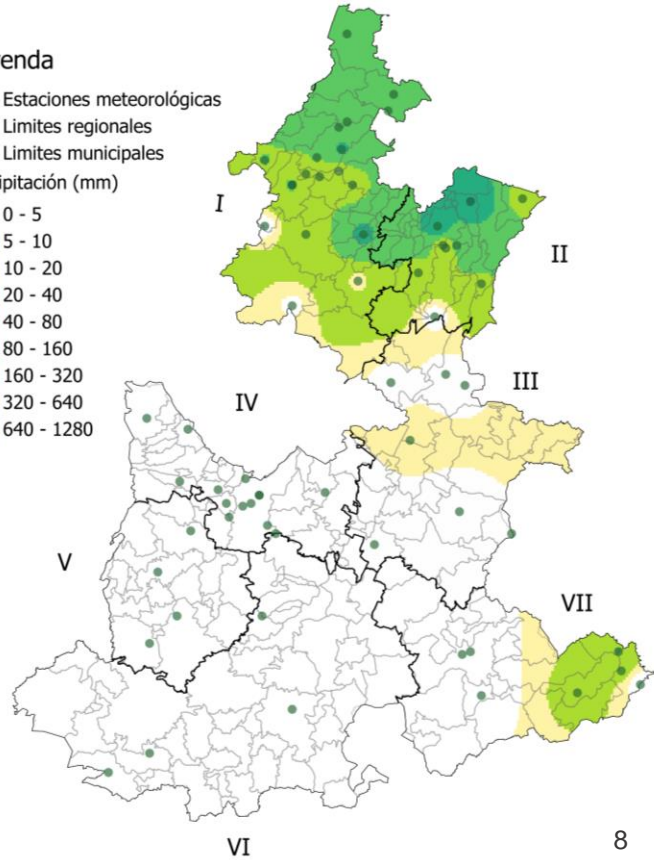 enda
Estaciones meteorológicas
Limites regionales
Limites municipales
ipitación (mm)
0 - 5
5 - 10
10 - 20
20 - 40
40 - 80
80 - 160
160 - 320
320 - 640
640 - 1280
I
II
III
IV
V
VII
VI
8